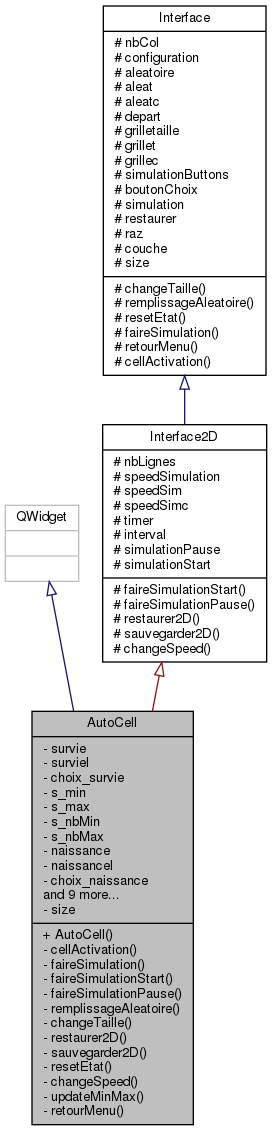 Interface
# nbCol
# configuration
# aleatoire
# aleat
# aleatc
# depart
# grilletaille
# grillet
# grillec
# simulationButtons
# boutonChoix
# simulation
# restaurer
# raz
# couche
# size
# changeTaille()
# remplissageAleatoire()
# resetEtat()
# faireSimulation()
# retourMenu()
# cellActivation()
Interface2D
# nbLignes
# speedSimulation
# speedSim
# speedSimc
# timer
# interval
# simulationPause
# simulationStart
# faireSimulationStart()
# faireSimulationPause()
# restaurer2D()
# sauvegarder2D()
# changeSpeed()
QWidget
AutoCell
- survie
- surviel
- choix_survie
- s_min
- s_max
- s_nbMin
- s_nbMax
- naissance
- naissancel
- choix_naissance
and 9 more...
- size
+ AutoCell()
- cellActivation()
- faireSimulation()
- faireSimulationStart()
- faireSimulationPause()
- remplissageAleatoire()
- changeTaille()
- restaurer2D()
- sauvegarder2D()
- resetEtat()
- changeSpeed()
- updateMinMax()
- retourMenu()